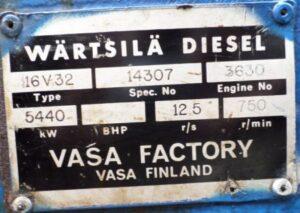 WÄRTSILÄ DIESEL
16V32 14307 3630
Type Spec. No Engine No
5440 12.5 750
kW BHP r/s r/min
VASA FACTORY
VASA FINLAND